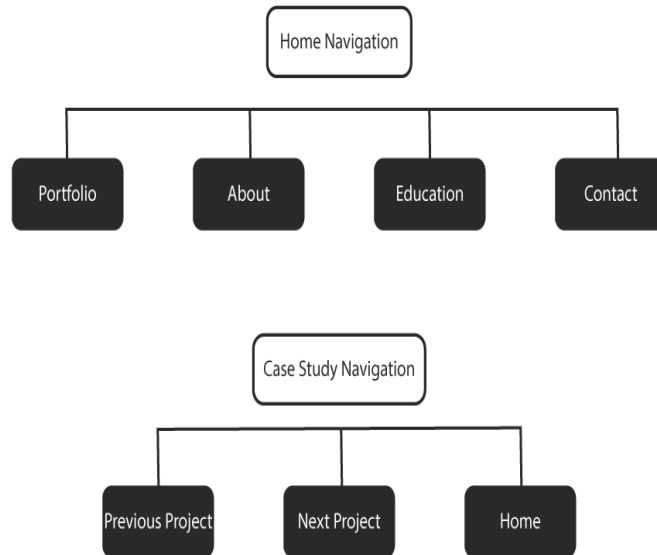 Home Navigation
Portfolio
About
Education
Contact
Case Study Navigation
Previous Project
Next Project
Home